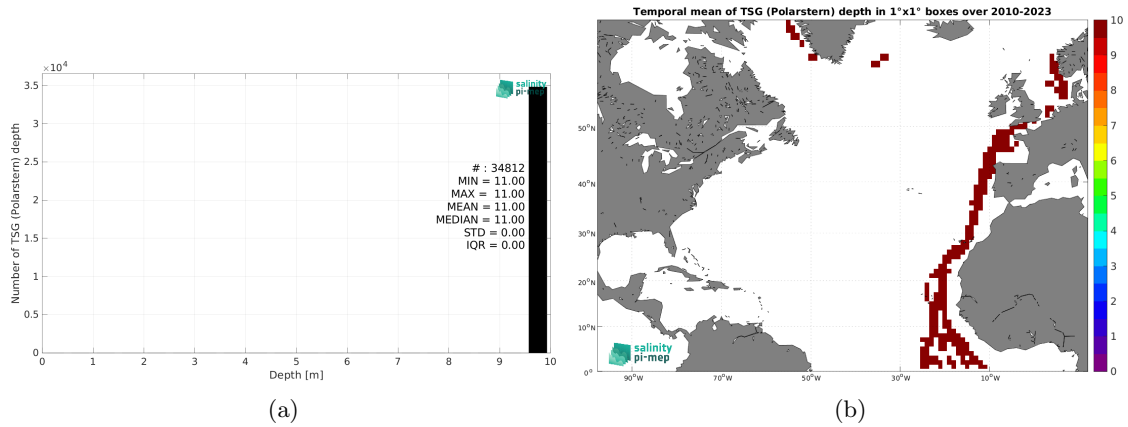 Temporal mean of TSG (Polarstern) depth in 1°x1° boxes over 2010-2023
×10⁴
3.5
3
2.5
2
1.5
1
0.5
0
Number of TSG (Polarstern) depth
salinity
pi-mep
# : 34812
MIN = 11.00
MAX = 11.00
MEAN = 11.00
MEDIAN = 11.00
STD = 0.00
IQR = 0.00
0 1 2 3 4 5 6 7 8 9 10
Depth [m]
(a)
50°N
40°N
30°N
20°N
10°N
0°
90°W 70°W 50°W 30°W 10°W
salinity
pi-mep
10
9
8
7
6
5
4
3
2
1
0
(b)